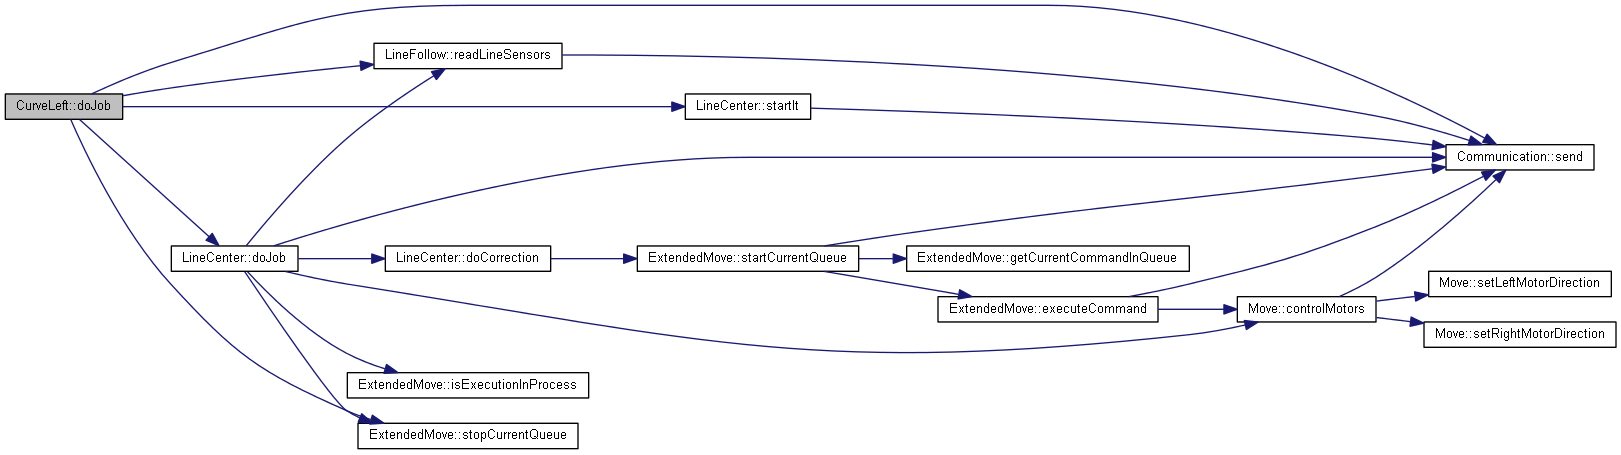 CurveLeft::doJob
LineFollow::readLineSensors
LineCenter::startIt
Communication::send
LineCenter::doJob
LineCenter::doCorrection
ExtendedMove::startCurrentQueue
ExtendedMove::getCurrentCommandInQueue
ExtendedMove::executeCommand
Move::controlMotors
Move::setLeftMotorDirection
Move::setRightMotorDirection
ExtendedMove::isExecutionInProcess
ExtendedMove::stopCurrentQueue